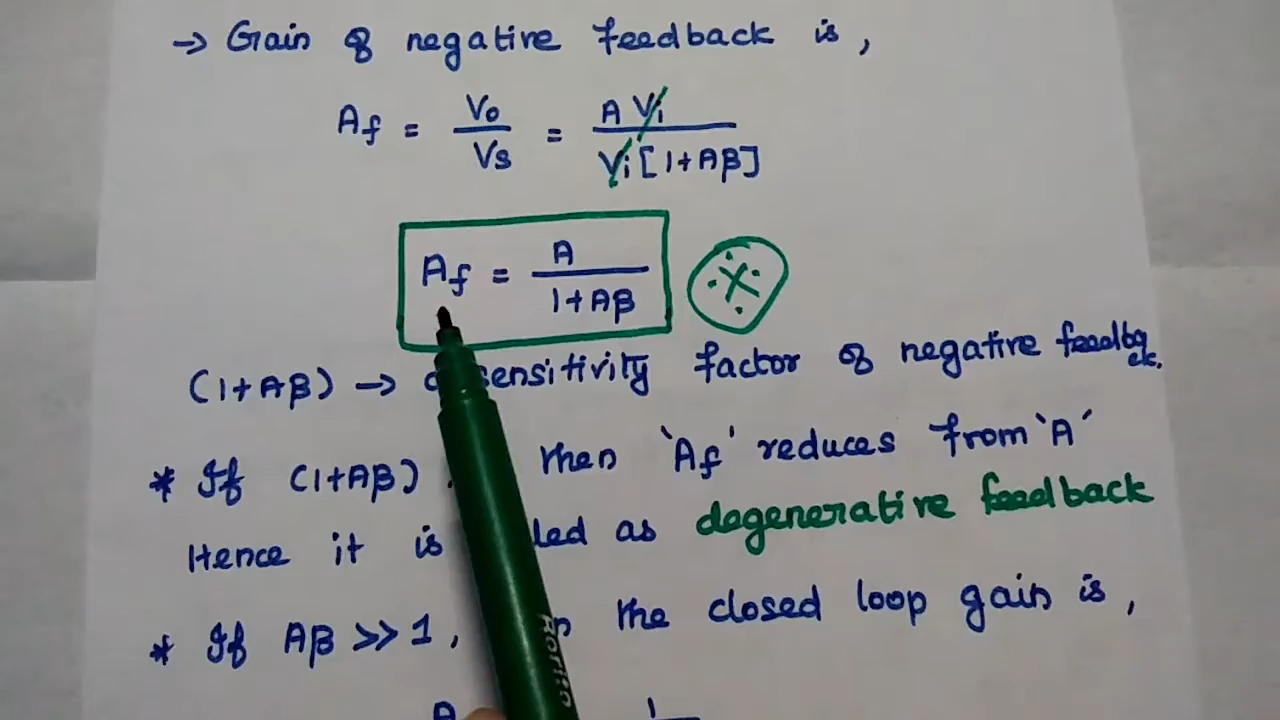 → Gain of negative feedback is,
Af = Vo/Vs = A Vi / Vi [1+Aβ]
Af = A / 1+Aβ
(1+Aβ) → sensitivity factor of negative feedback.
* If (1+Aβ) then 'Af' reduces from 'A'
Hence it is as degenerative feedback
* If Aβ >> 1, the closed loop gain is,
A 1